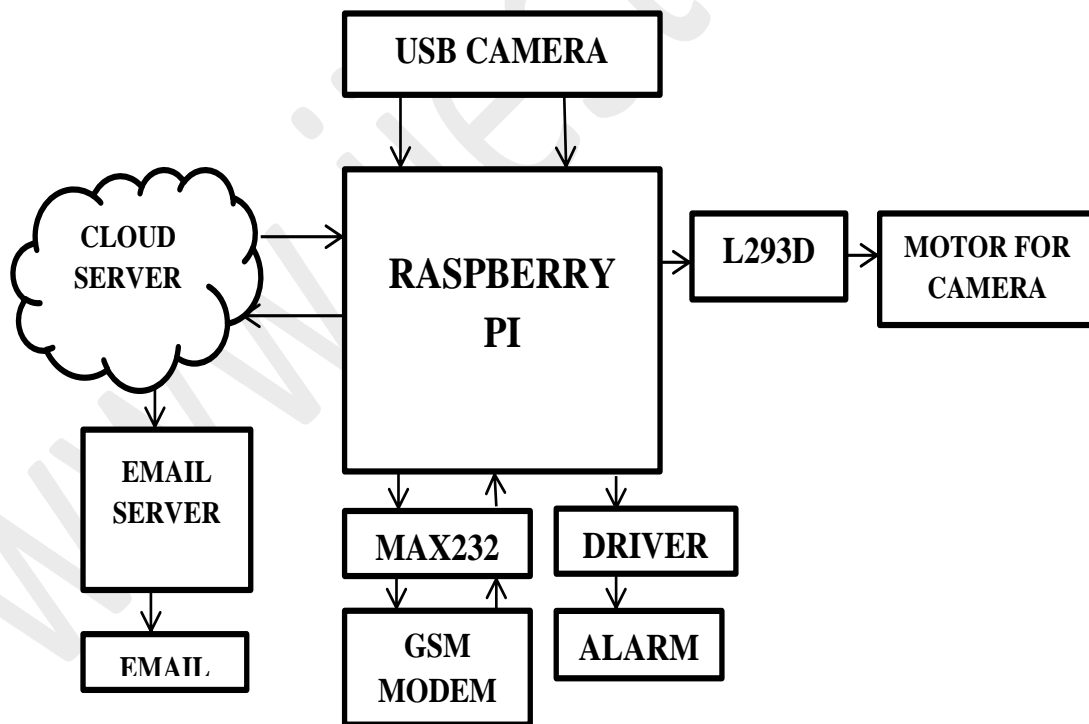 USB CAMERA
CLOUD
SERVER
RASPBERRY
PI
L293D
MOTOR FOR
CAMERA
EMAIL
SERVER
MAX232
DRIVER
EMAIL
GSM
MODEM
ALARM